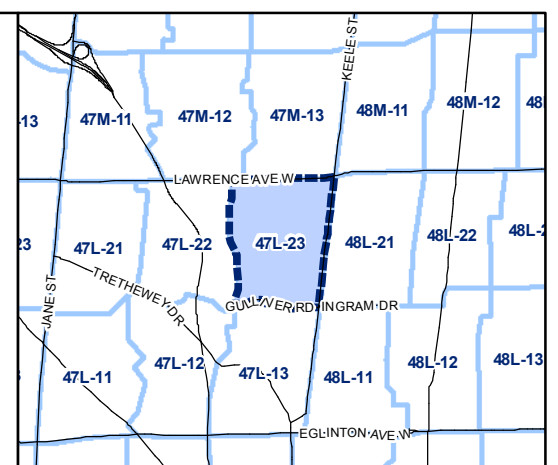 KEELE ST
47M-11
47M-12
47M-13
48M-11
48M-12
48
-13
LAWRENCE AVE W
23
47L-21
47L-22
47L-23
48L-21
48L-22
48L-2
JANE ST
TRETHEWEY DR
GULLIVER RD
INGRAM DR
47L-11
47L-12
47L-13
48L-11
48L-12
48L-13
EGLINTON AVE W